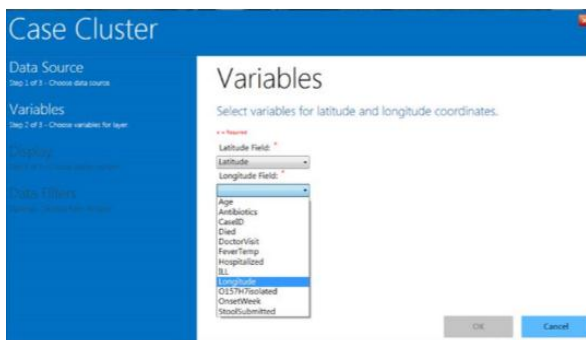 Case Cluster
Data Source
Step 1 of 3 - Choose data source.
Variables
Step 2 of 3 - Choose variables for layer.
Display
Data Filters
Variables
Select variables for latitude and longitude coordinates.
* = Required
Latitude Field: *
Latitude
Longitude Field: *
Age
Antibiotics
CaseID
Died
DoctorVisit
FeverTemp
Hospitalized
ILL
Longitude
O157H7isolated
OnsetWeek
StoolSubmitted
OK
Cancel